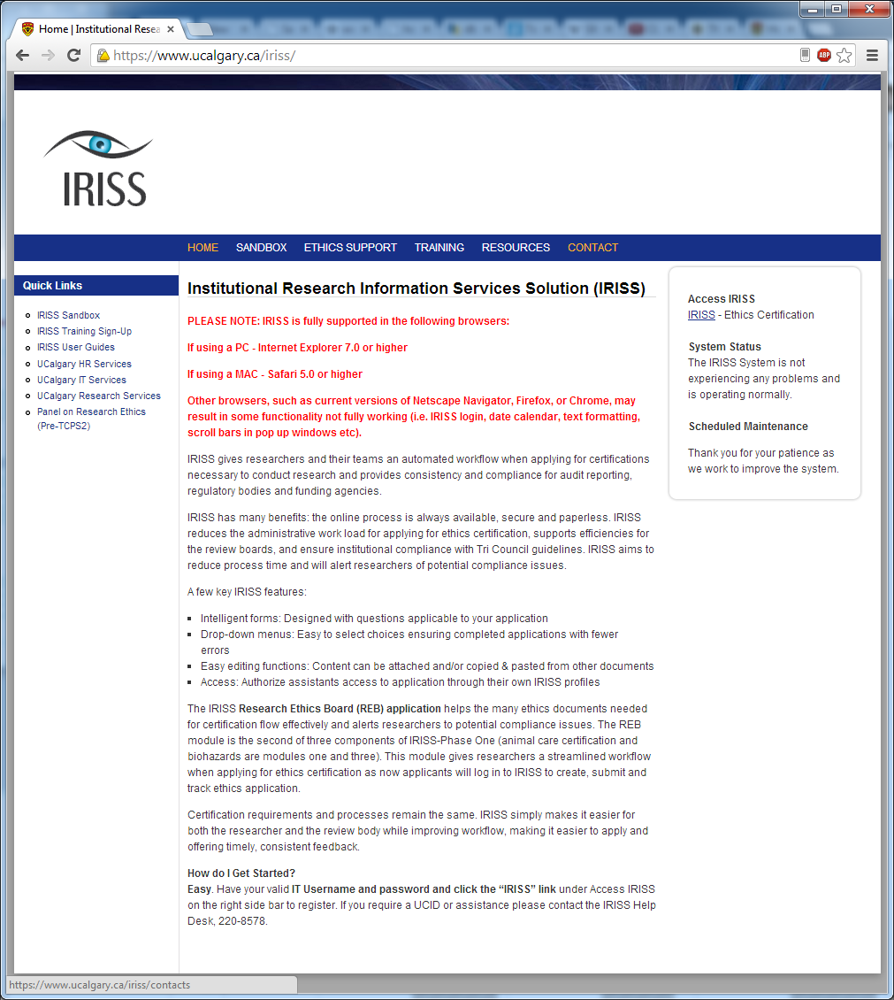 Home | Institutional Resea
https://www.ucalgary.ca/iriss/
ABP
IRISS
HOME SANDBOX ETHICS SUPPORT TRAINING RESOURCES CONTACT
Quick Links
IRISS Sandbox
IRISS Training Sign-Up
IRISS User Guides
UCalgary HR Services
UCalgary IT Services
UCalgary Research Services
Panel on Research Ethics
(Pre-TCPS2)
Institutional Research Information Services Solution (IRISS)
PLEASE NOTE: IRISS is fully supported in the following browsers:
If using a PC - Internet Explorer 7.0 or higher
If using a MAC - Safari 5.0 or higher
Other browsers, such as current versions of Netscape Navigator, Firefox, or Chrome, may
result in some functionality not fully working (i.e. IRISS login, date calendar, text formatting,
scroll bars in pop up windows etc).
IRISS gives researchers and their teams an automated workflow when applying for certifications
necessary to conduct research and provides consistency and compliance for audit reporting,
regulatory bodies and funding agencies.
IRISS has many benefits: the online process is always available, secure and paperless. IRISS
reduces the administrative work load for applying for ethics certification, supports efficiencies for
the review boards, and ensure institutional compliance with Tri Council guidelines. IRISS aims to
reduce process time and will alert researchers of potential compliance issues.
A few key IRISS features:
Intelligent forms: Designed with questions applicable to your application
Drop-down menus: Easy to select choices ensuring completed applications with fewer
errors
Easy editing functions: Content can be attached and/or copied & pasted from other documents
Access: Authorize assistants access to application through their own IRISS profiles
The IRISS Research Ethics Board (REB) application helps the many ethics documents needed
for certification flow effectively and alerts researchers to potential compliance issues. The REB
module is the second of three components of IRISS-Phase One (animal care certification and
biohazards are modules one and three). This module gives researchers a streamlined workflow
when applying for ethics certification as now applicants will log in to IRISS to create, submit and
track ethics application.
Certification requirements and processes remain the same. IRISS simply makes it easier for
both the researcher and the review body while improving workflow, making it easier to apply and
offering timely, consistent feedback.
How do I Get Started?
Easy. Have your valid IT Username and password and click the “IRISS” link under Access IRISS
on the right side bar to register. If you require a UCID or assistance please contact the IRISS Help
Desk, 220-8578.
Access IRISS
IRISS - Ethics Certification
System Status
The IRISS System is not
experiencing any problems and
is operating normally.
Scheduled Maintenance
Thank you for your patience as
we work to improve the system.
https://www.ucalgary.ca/iriss/contacts